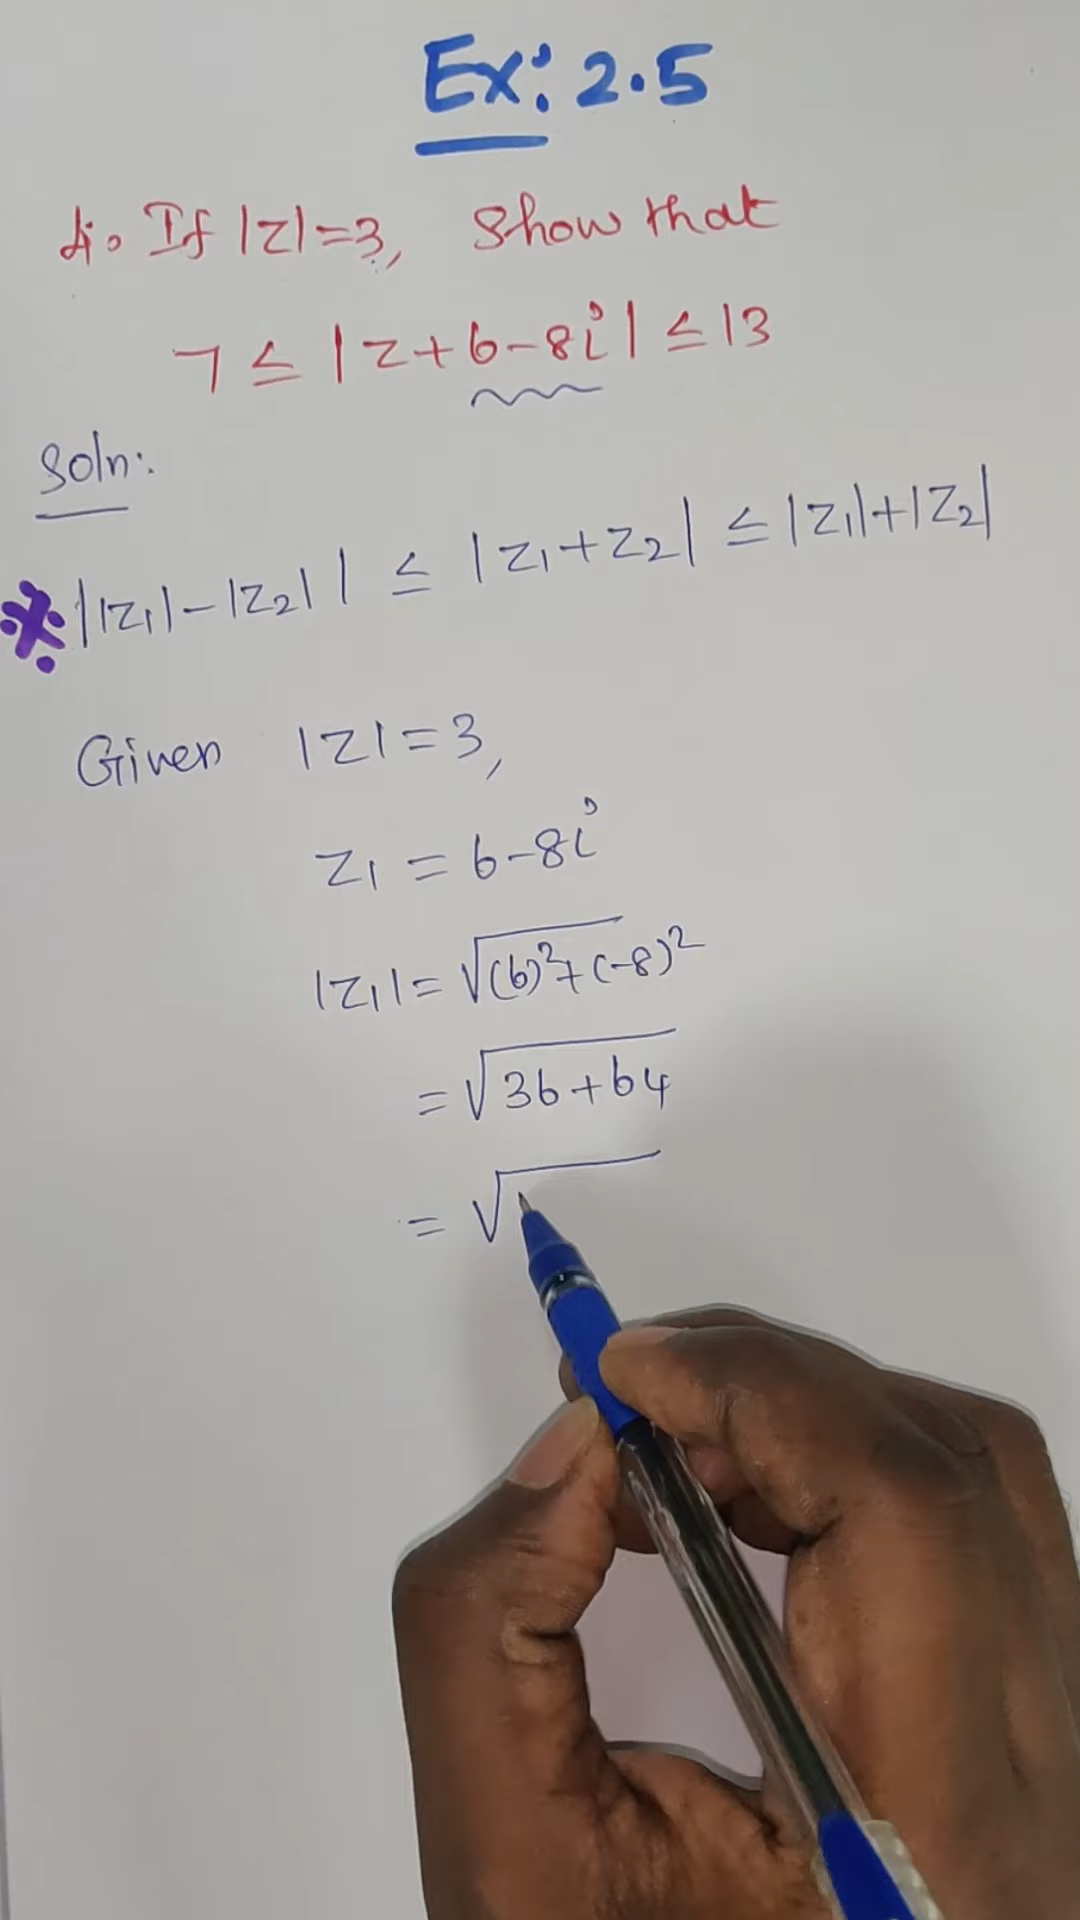 Ex: 2.5
4. If |z|=3, Show that
7 ≤ |z+6-8i| ≤ 13
Soln:
※ ||z₁|-|z₂|| ≤ |z₁+z₂| ≤ |z₁|+|z₂|
Given |z|=3,
z₁ = 6-8i
|z₁| = √(6)²+(-8)²
= √36+64
= √